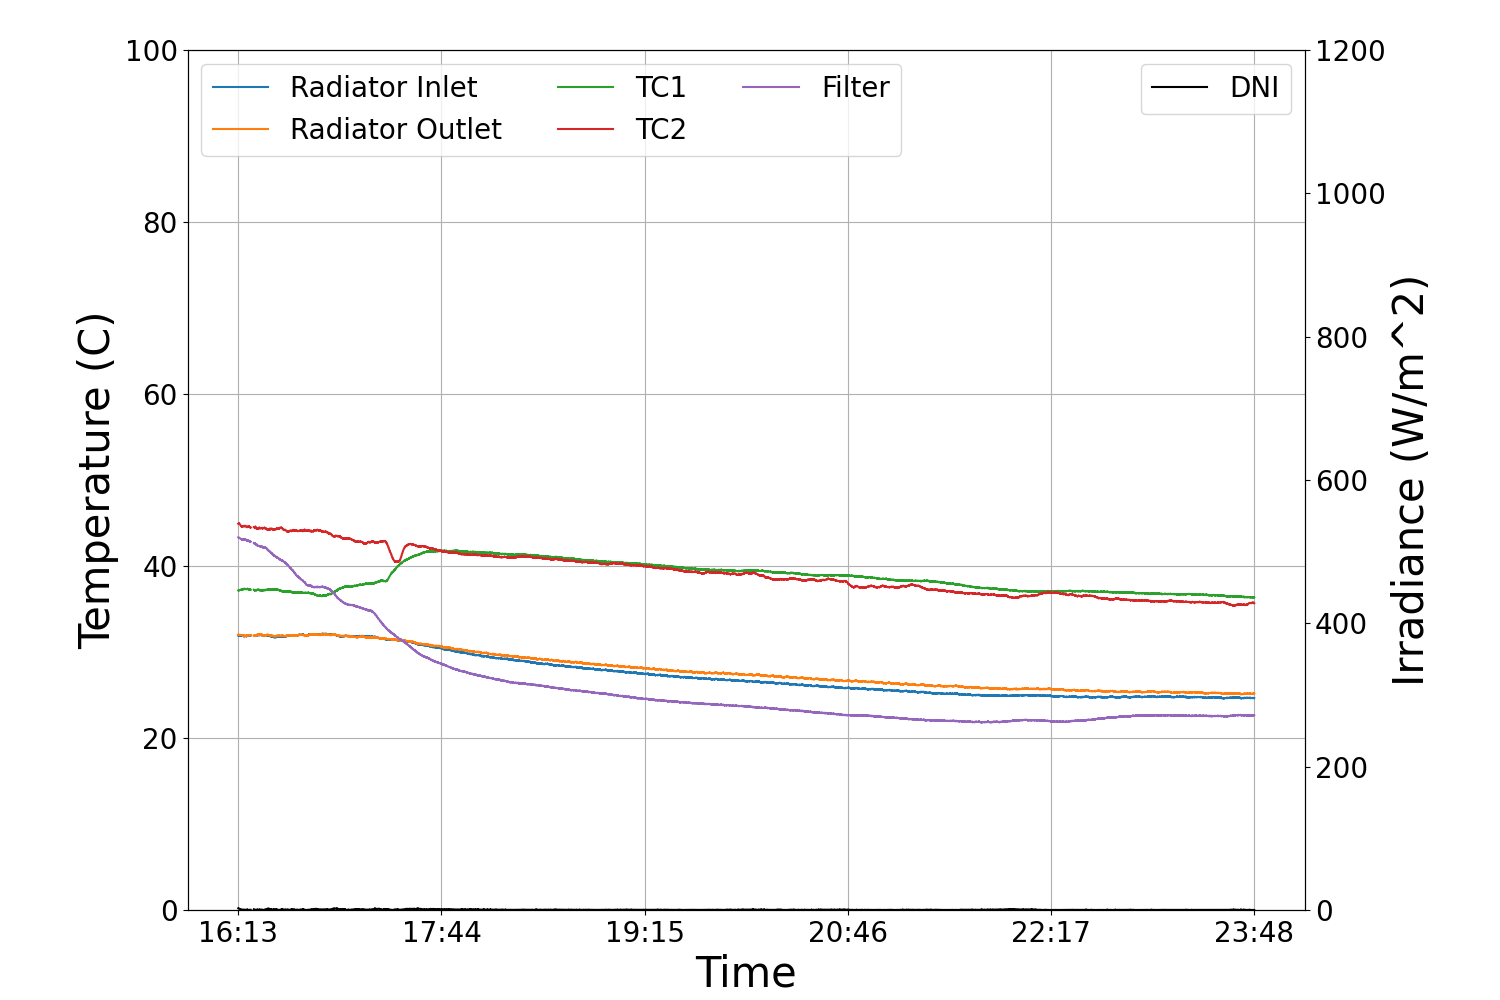 Radiator Inlet
Radiator Outlet
TC1
TC2
Filter
DNI
100
80
60
40
20
0
Temperature (C)
1200
1000
800
600
400
200
0
Irradiance (W/m^2)
16:13 17:44 19:15 20:46 22:17 23:48
Time